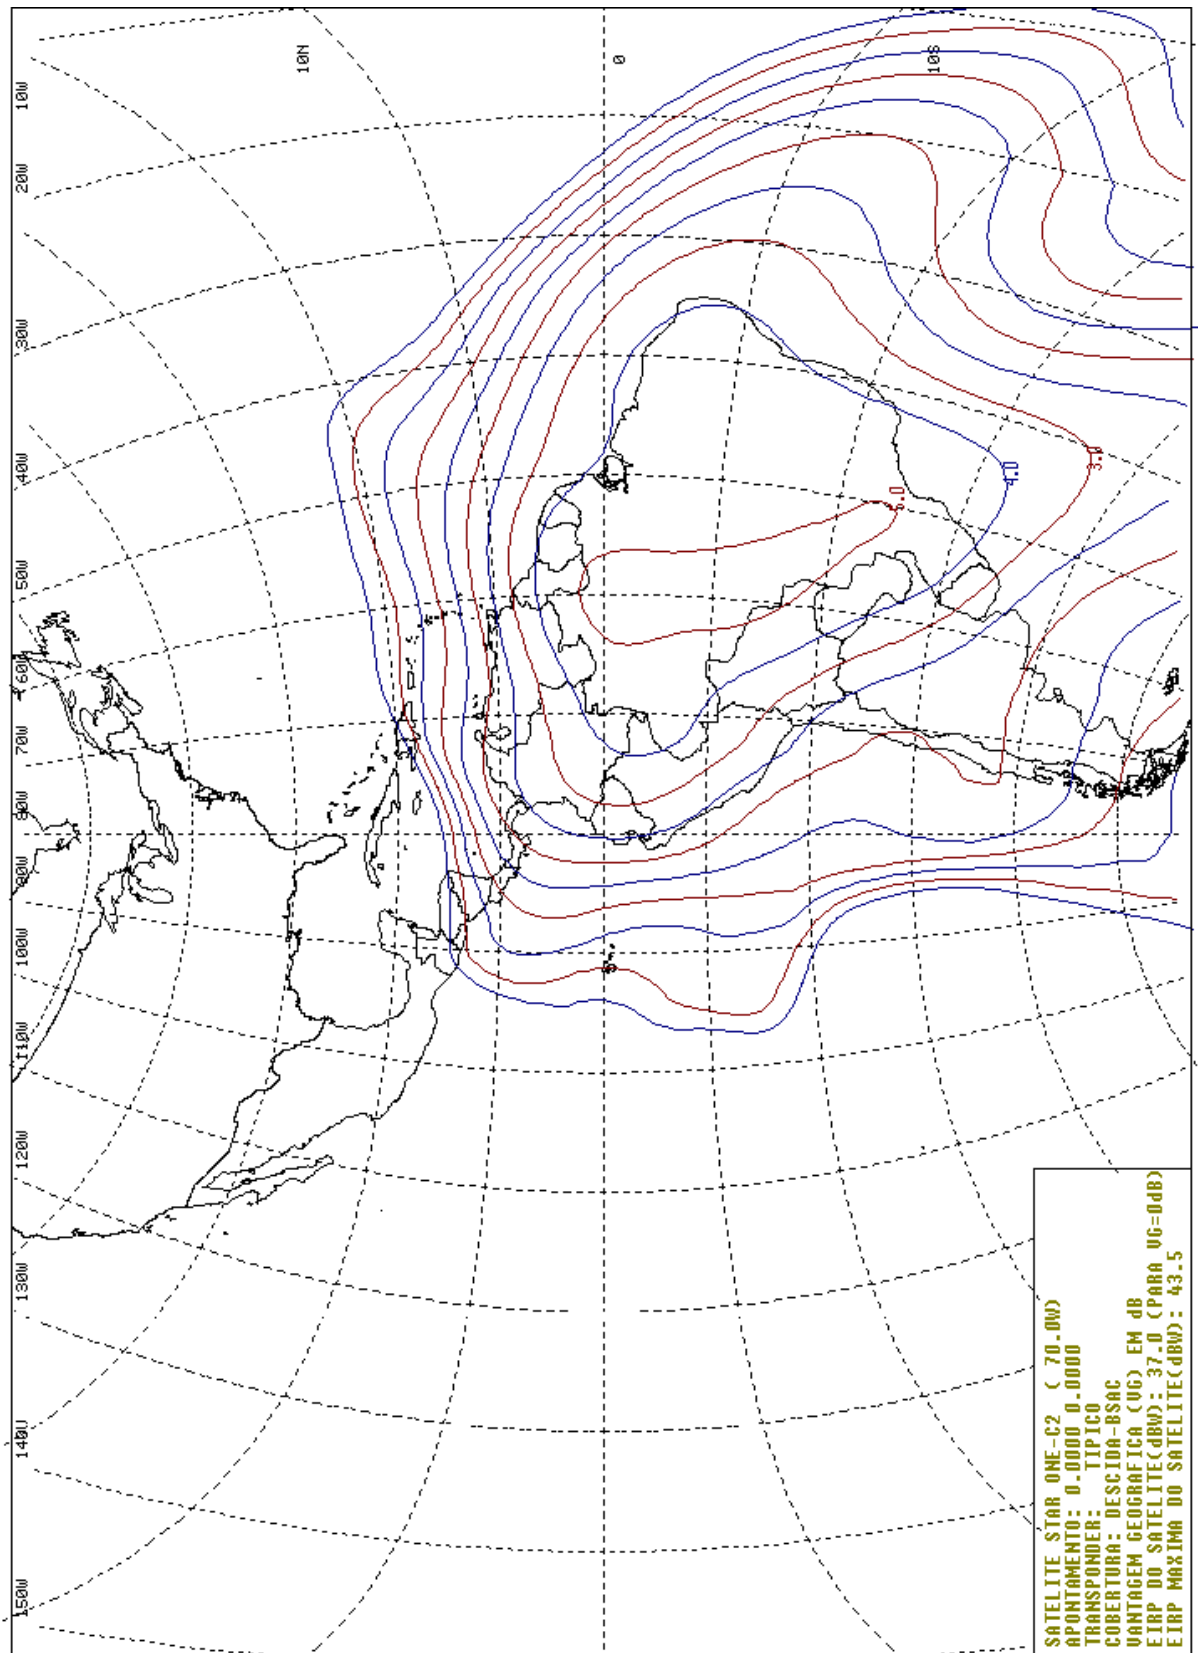 10N
0
10S
10W
20W
30W
40W
50W
60W
70W
80W
90W
100W
110W
120W
130W
140W
150W
3.0
4.0
5.0
SATELITE STAR ONE-C2 ( 70.0W)
APONTAMENTO: 0.0000 0.0000
TRANSPONDER: TIPICO
COBERTURA: DESCIDA-BSAC
VANTAGEM GEOGRAFICA (VG) EM dB
EIRP DO SATELITE(dBW): 37.0 (PARA VG=0dB)
EIRP MAXIMA DO SATELITE(dBW): 43.5